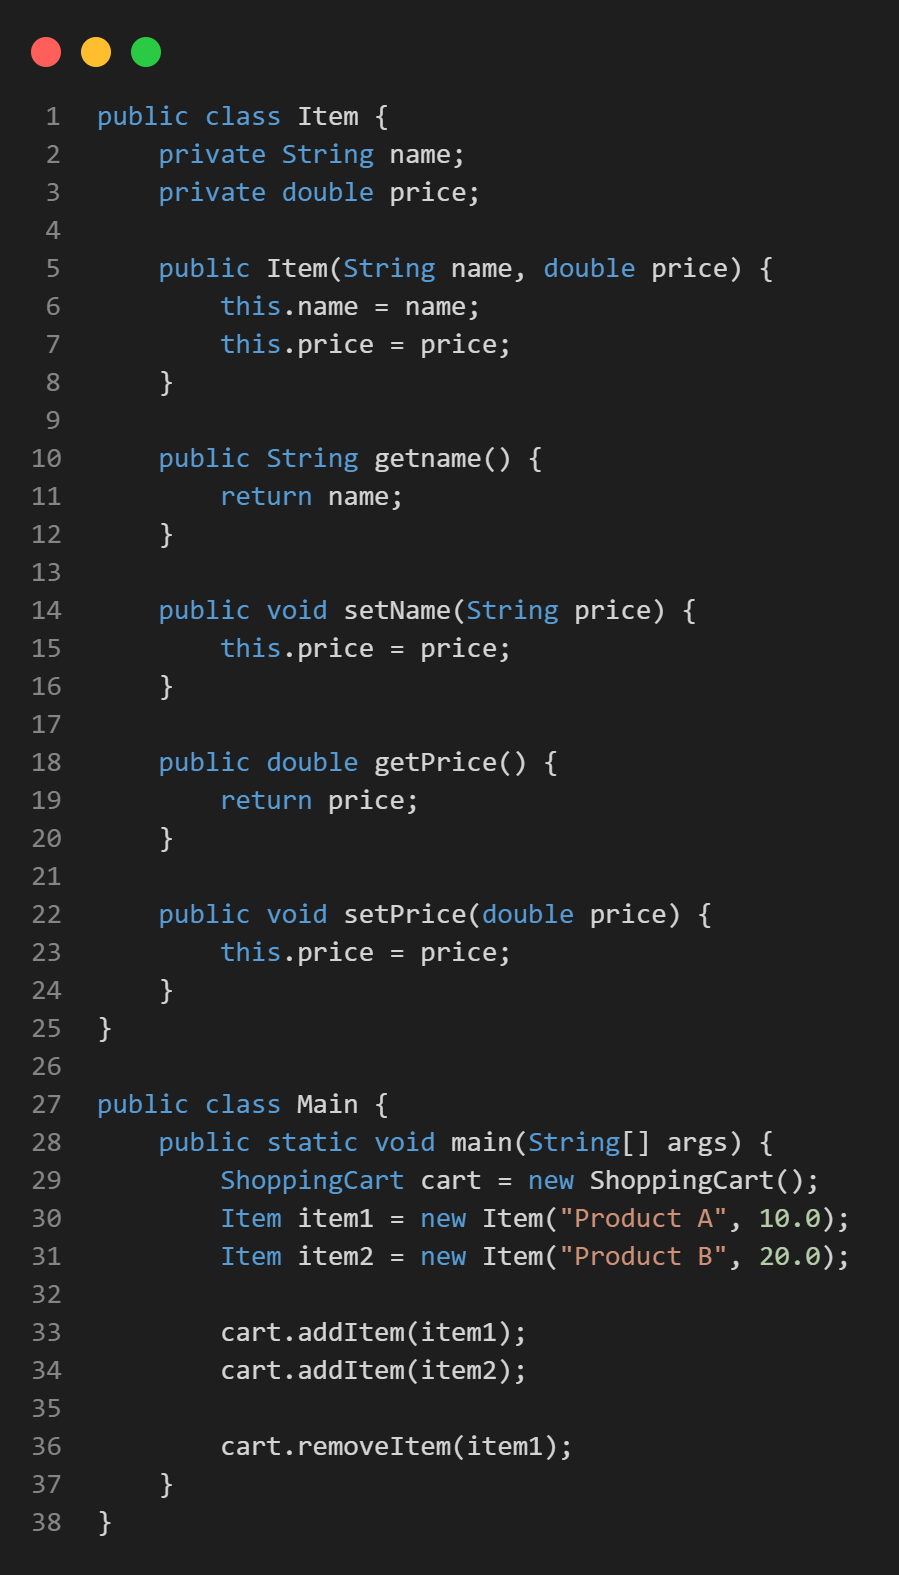 1 public class Item {
2     private String name;
3     private double price;
4
5     public Item(String name, double price) {
6         this.name = name;
7         this.price = price;
8     }
9
10     public String getname() {
11         return name;
12     }
13
14     public void setName(String price) {
15         this.price = price;
16     }
17
18     public double getPrice() {
19         return price;
20     }
21
22     public void setPrice(double price) {
23         this.price = price;
24     }
25 }
26
27 public class Main {
28     public static void main(String[] args) {
29         ShoppingCart cart = new ShoppingCart();
30         Item item1 = new Item("Product A", 10.0);
31         Item item2 = new Item("Product B", 20.0);
32
33         cart.addItem(item1);
34         cart.addItem(item2);
35
36         cart.removeItem(item1);
37     }
38 }